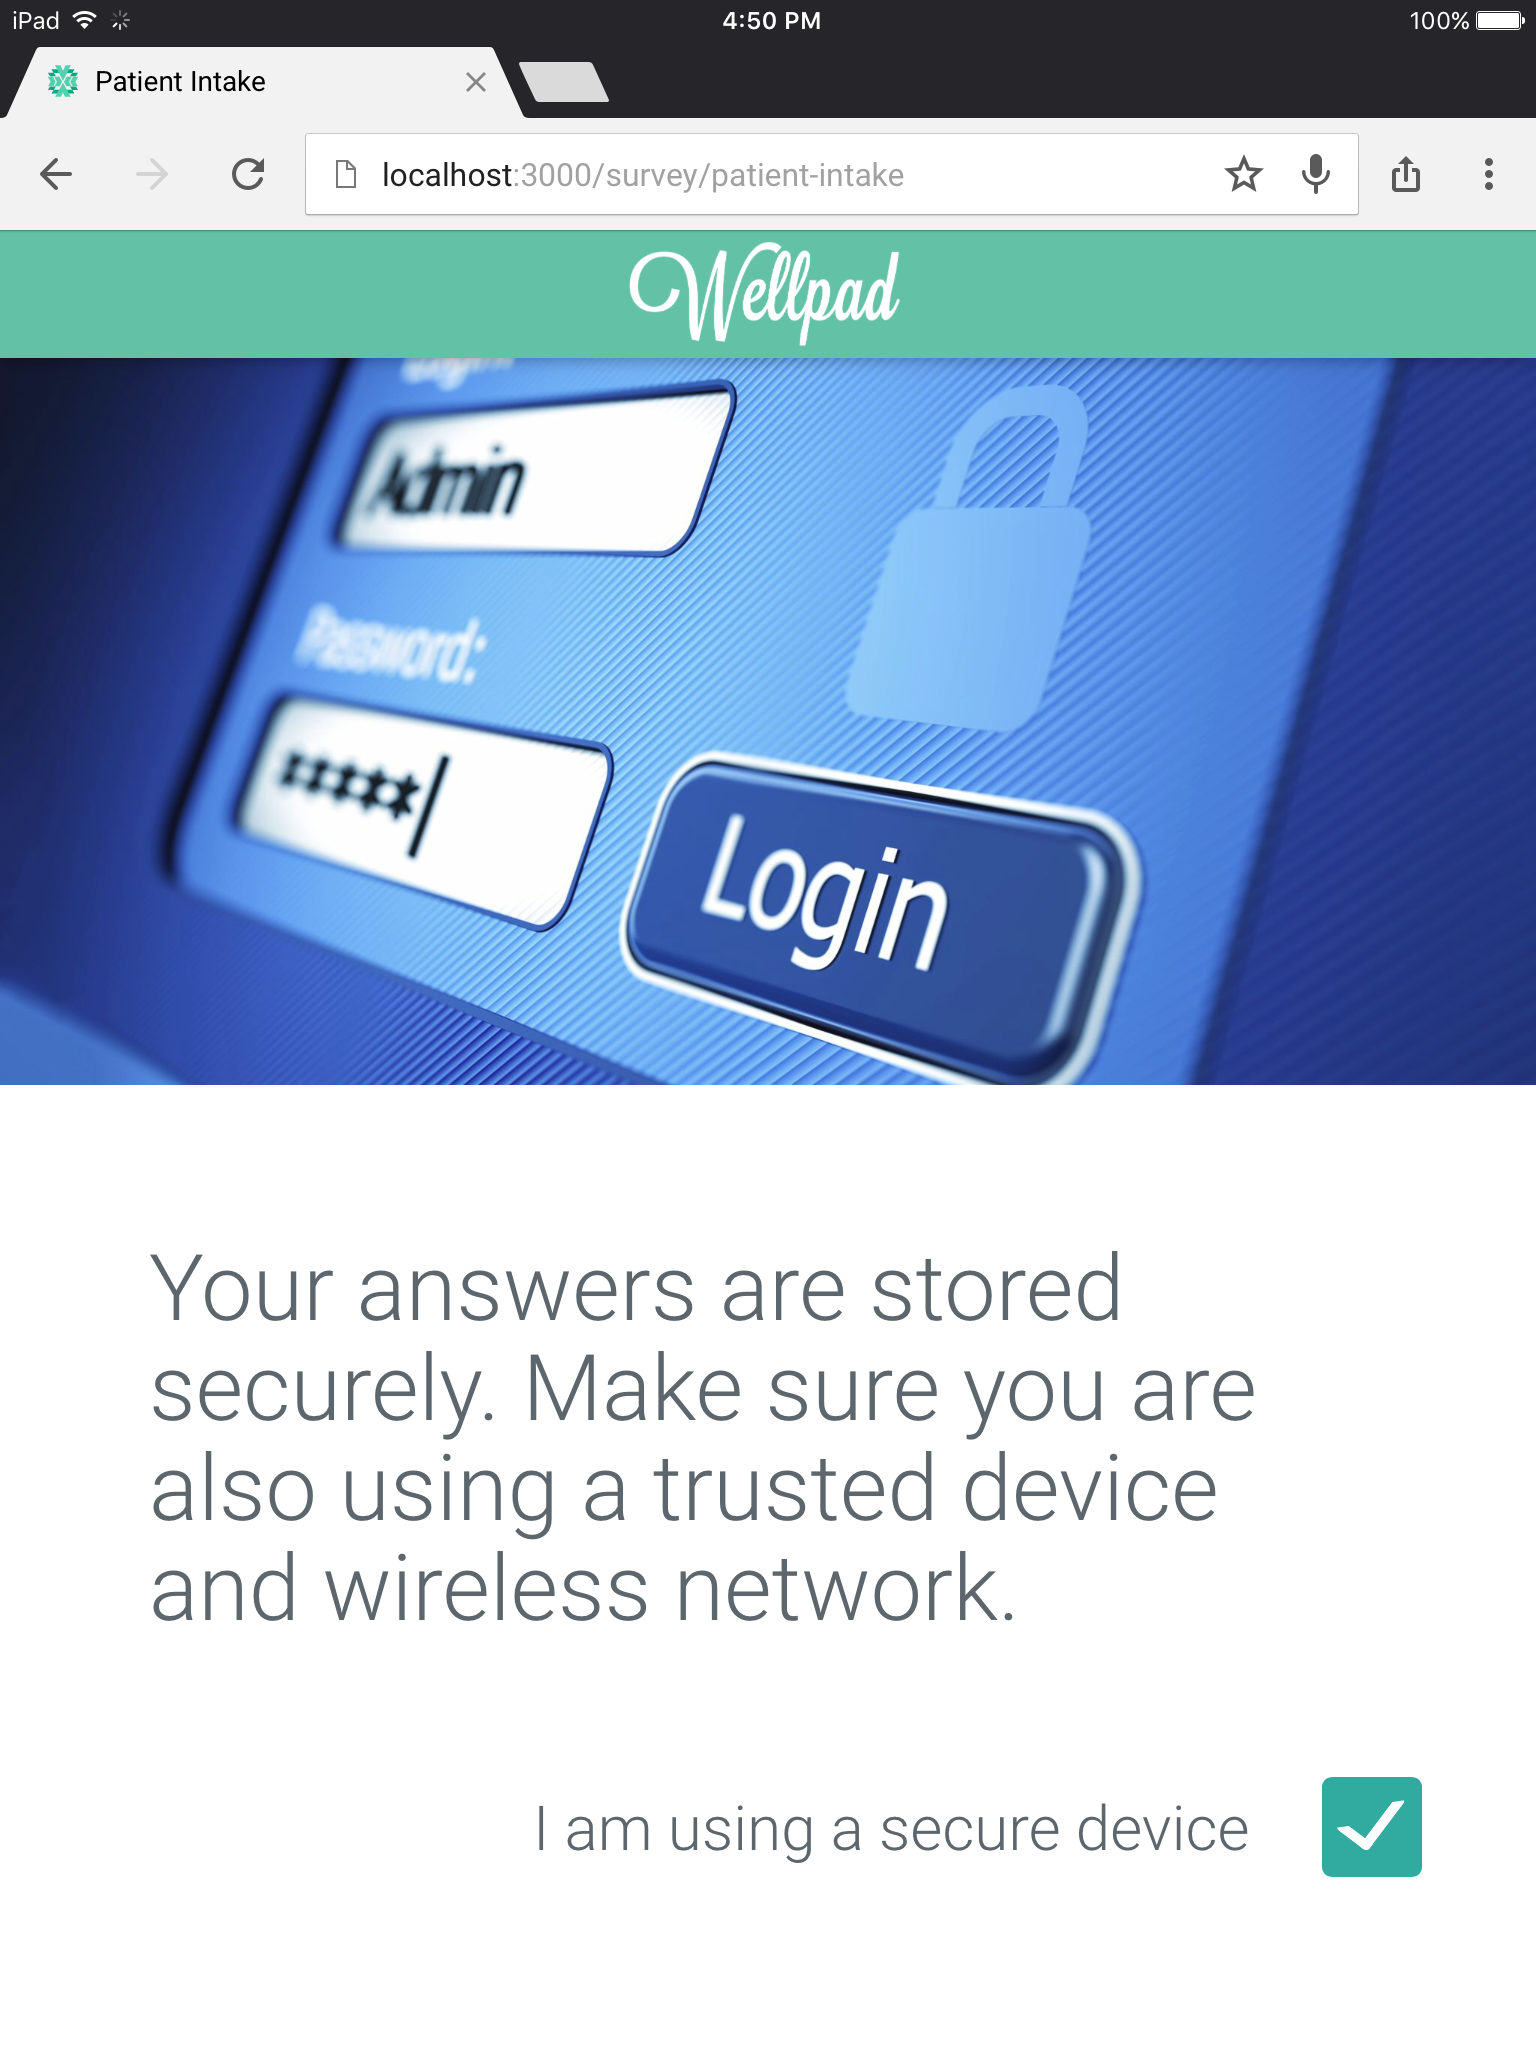 iPad 4:50 PM 100%
Patient Intake
localhost:3000/survey/patient-intake
Wellpad
Admin
Password:
*****
Login
Your answers are stored
securely. Make sure you are
also using a trusted device
and wireless network.
I am using a secure device